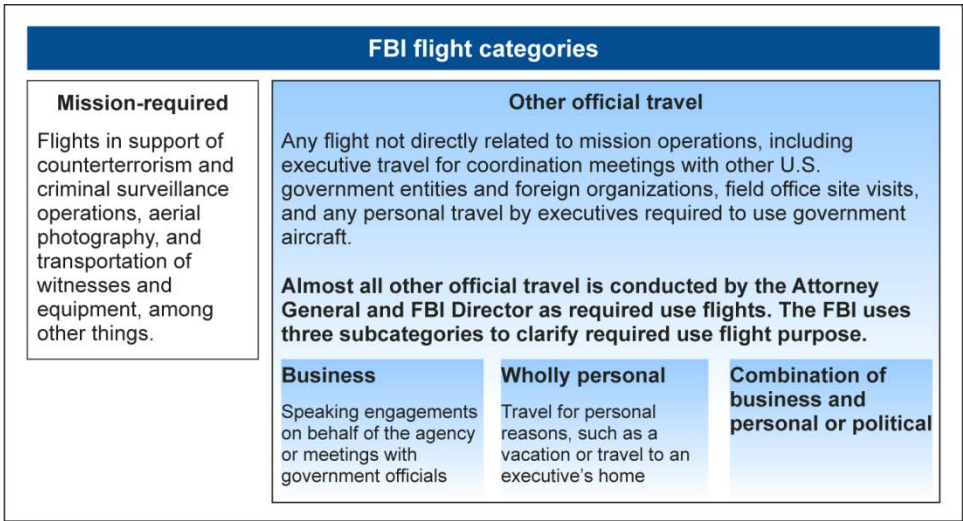 FBI flight categories
Mission-required
Flights in support of
counterterrorism and
criminal surveillance
operations, aerial
photography, and
transportation of
witnesses and
equipment, among
other things.
Other official travel
Any flight not directly related to mission operations, including
executive travel for coordination meetings with other U.S.
government entities and foreign organizations, field office site visits,
and any personal travel by executives required to use government
aircraft.
Almost all other official travel is conducted by the Attorney
General and FBI Director as required use flights. The FBI uses
three subcategories to clarify required use flight purpose.
Business
Speaking engagements
on behalf of the agency
or meetings with
government officials
Wholly personal
Travel for personal
reasons, such as a
vacation or travel to an
executive's home
Combination of
business and
personal or political